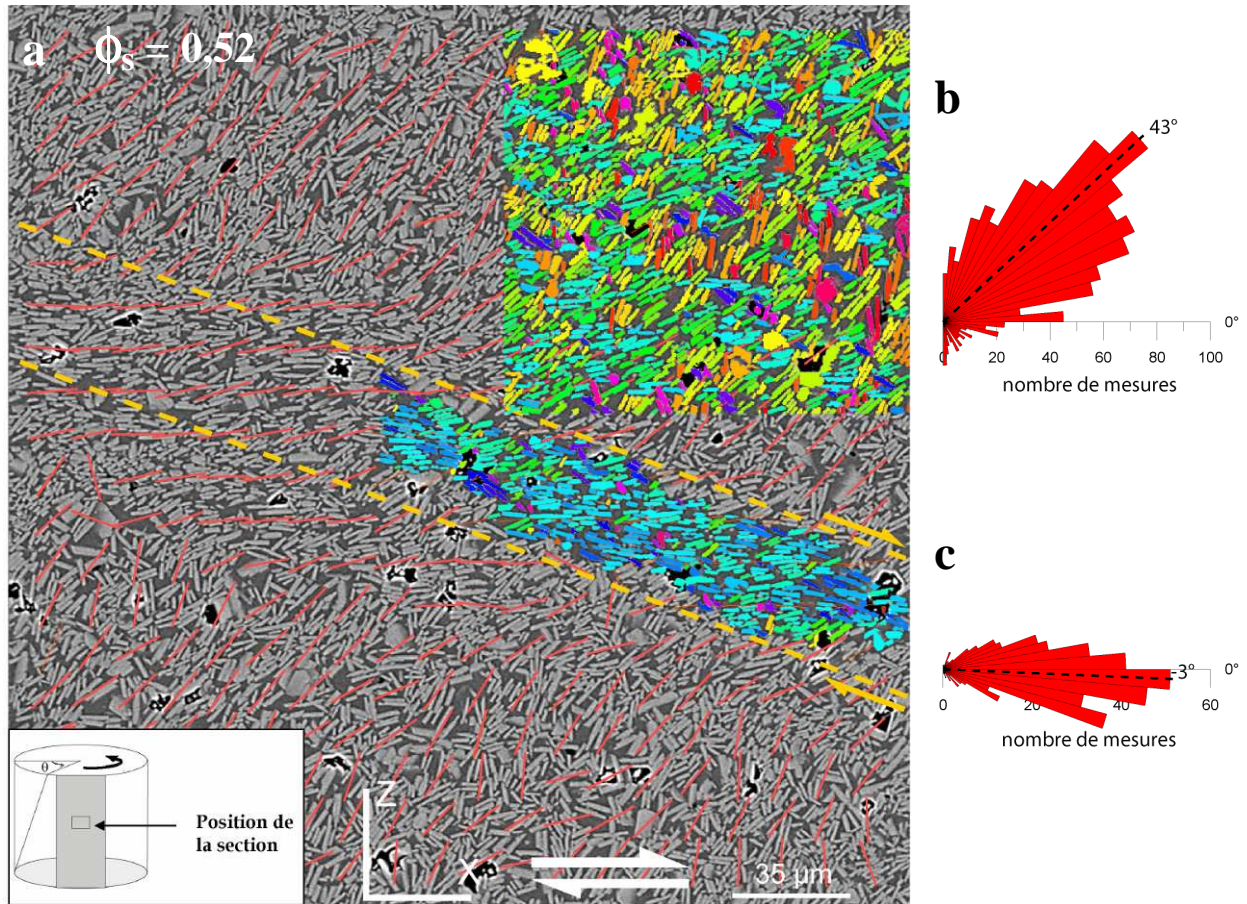 a ϕs = 0,52
θ
Position de
la section
Z
X
35 µm
b
43°
0°
0 20 40 60 80 100
nombre de mesures
c
-3°
0°
0 20 40 60
nombre de mesures